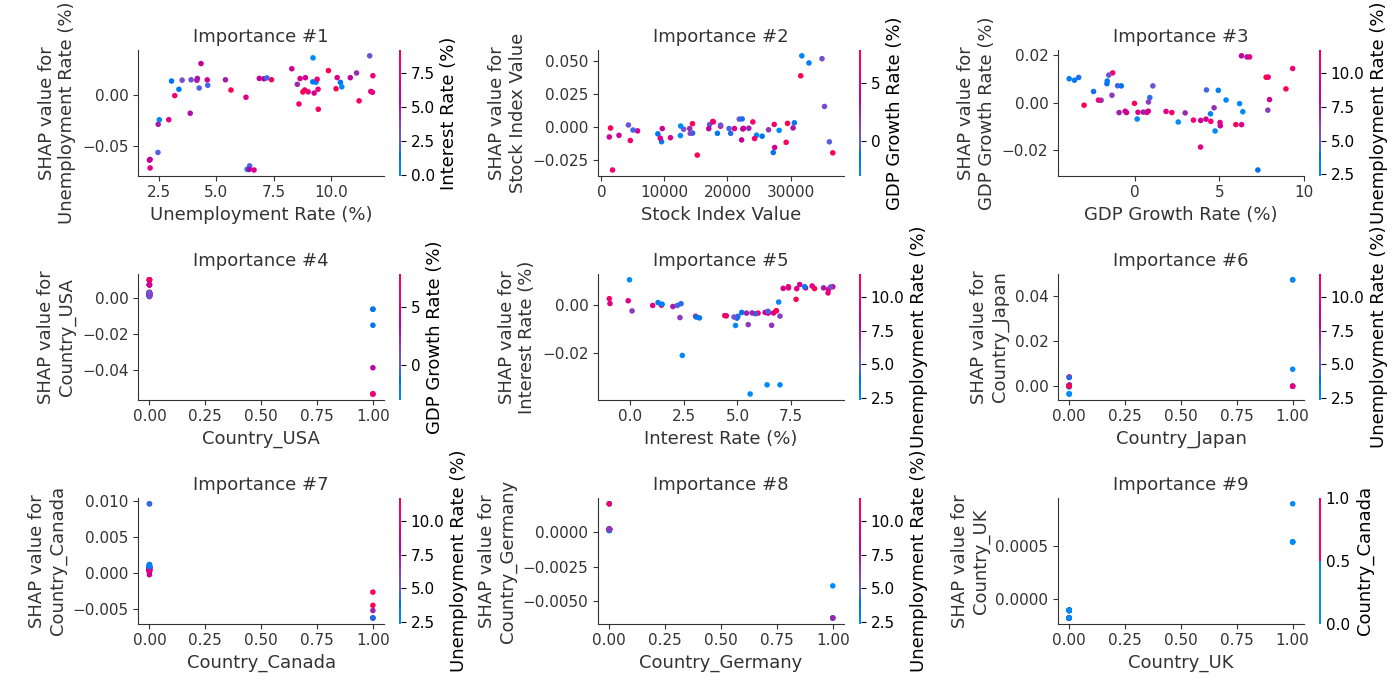 Importance #1
SHAP value for
Unemployment Rate (%)
0.00
−0.05
2.5 5.0 7.5 10.0
Unemployment Rate (%)
7.5
5.0
2.5
0.0
Interest Rate (%)
Importance #2
SHAP value for
Stock Index Value
0.050
0.025
0.000
−0.025
0 10000 20000 30000
Stock Index Value
5
0
GDP Growth Rate (%)
Importance #3
SHAP value for
GDP Growth Rate (%)
0.02
0.00
−0.02
0 5 10
GDP Growth Rate (%)
10.0
7.5
5.0
2.5
Unemployment Rate (%)
Importance #4
SHAP value for
Country_USA
0.00
−0.02
−0.04
0.00 0.25 0.50 0.75 1.00
Country_USA
5
0
GDP Growth Rate (%)
Importance #5
SHAP value for
Interest Rate (%)
0.00
−0.02
0.0 2.5 5.0 7.5
Interest Rate (%)
10.0
7.5
5.0
2.5
Unemployment Rate (%)
Importance #6
SHAP value for
Country_Japan
0.04
0.02
0.00
0.00 0.25 0.50 0.75 1.00
Country_Japan
10.0
7.5
5.0
2.5
Unemployment Rate (%)
Importance #7
SHAP value for
Country_Canada
0.010
0.005
0.000
−0.005
0.00 0.25 0.50 0.75 1.00
Country_Canada
10.0
7.5
5.0
2.5
Unemployment Rate (%)
Importance #8
SHAP value for
Country_Germany
0.0000
−0.0025
−0.0050
0.00 0.25 0.50 0.75 1.00
Country_Germany
10.0
7.5
5.0
2.5
Unemployment Rate (%)
Importance #9
SHAP value for
Country_UK
0.0005
0.0000
0.00 0.25 0.50 0.75 1.00
Country_UK
1.0
0.5
0.0
Country_Canada